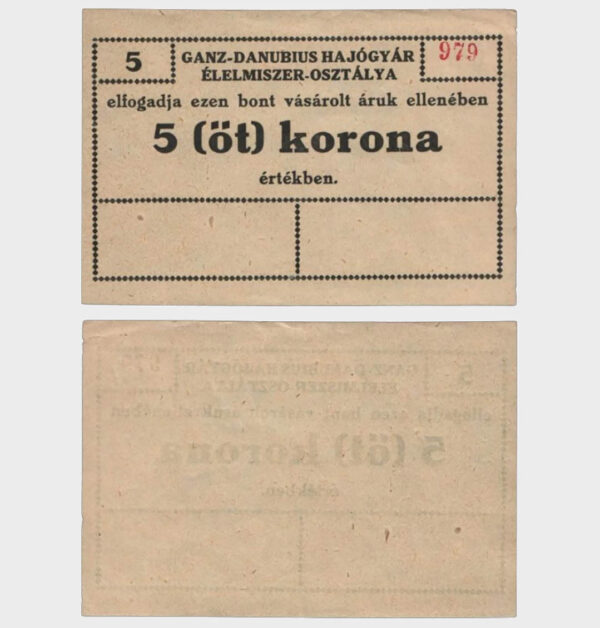 5
GANZ-DANUBIUS HAJÓGYÁR
979
ÉLELMISZER-OSZTÁLYA
elfogadja ezen bont vásárolt áruk ellenében
5 (öt) korona
értékben.